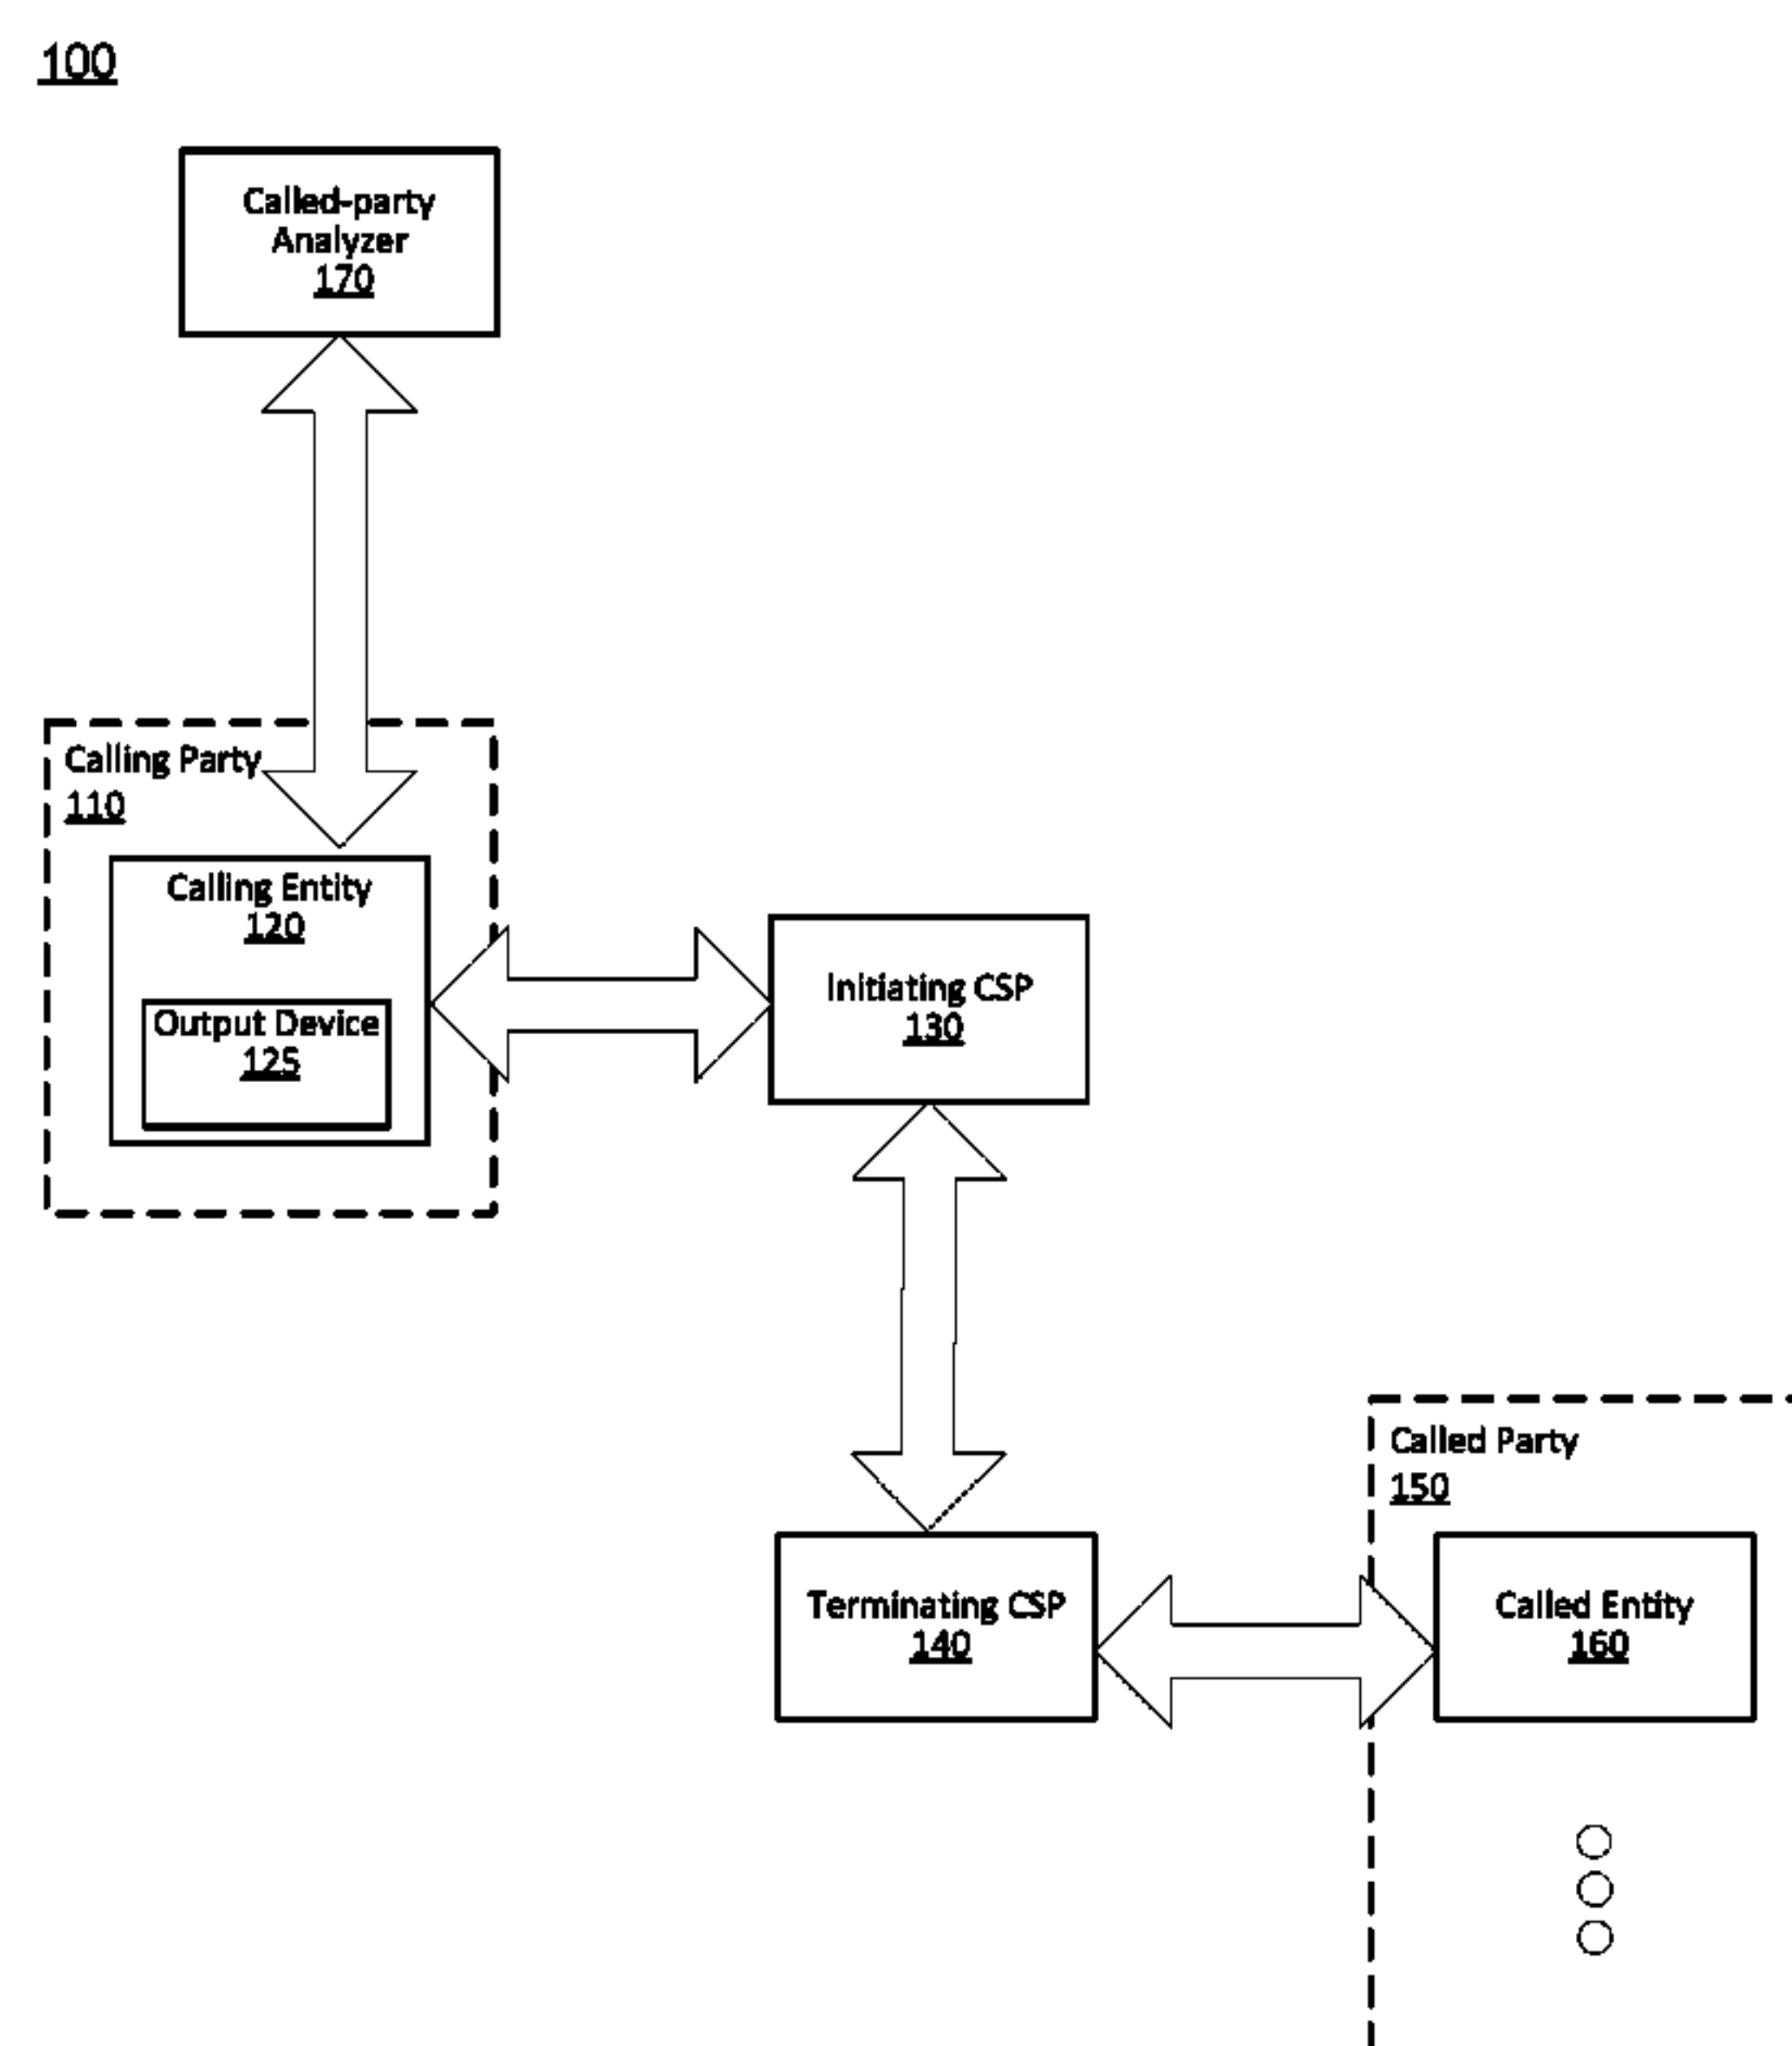 100
Called-party
Analyzer
170
Calling Party
110
Calling Entity
120
Output Device
125
Initiating CSP
130
Called Party
150
Terminating CSP
140
Called Entity
160